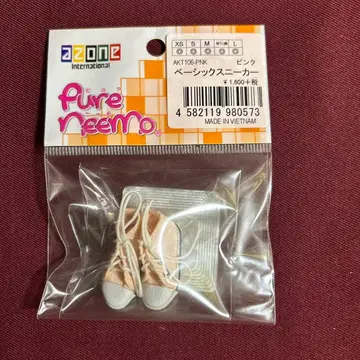 azone
International
Pure
neemo
XS S M L
AKT106-PNK ピンク
ベーシックスニーカー
¥ 1,600+税
4 582119 980573
MADE IN VIETNAM